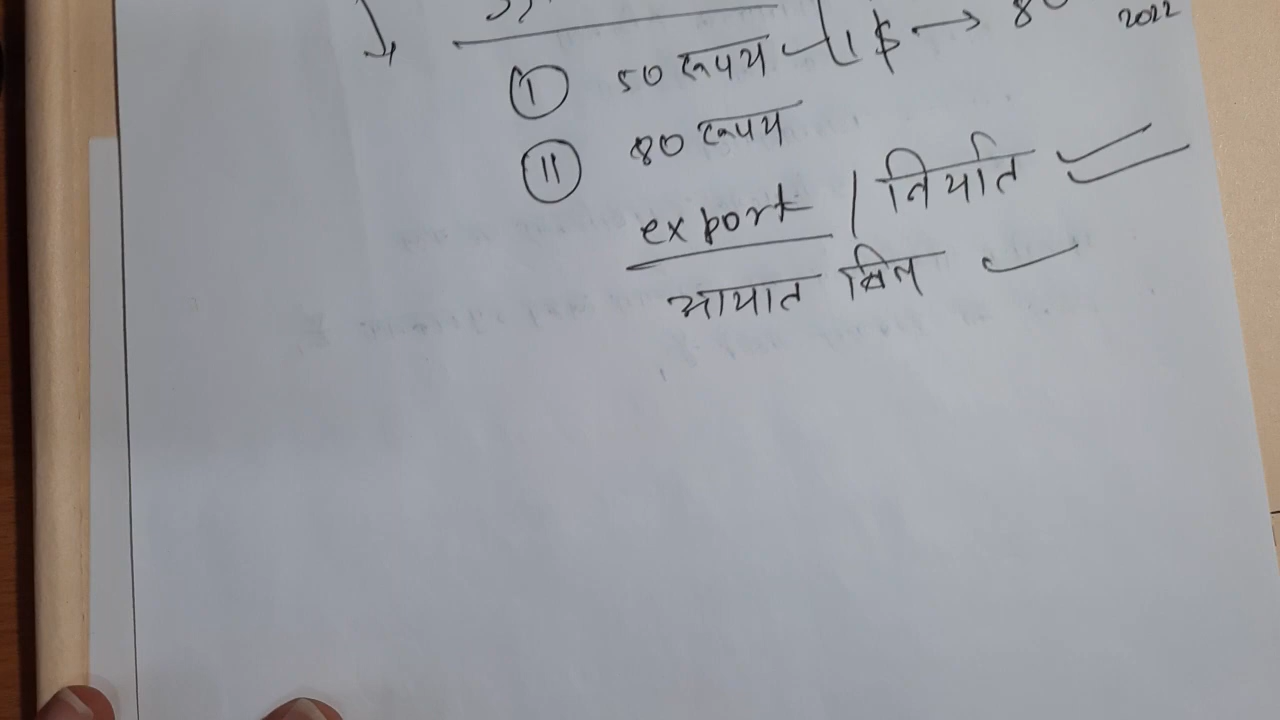 1 $ → 80 2022
I 50 रूपय
II 80 रूपय
export / निर्यात
आयात बिल